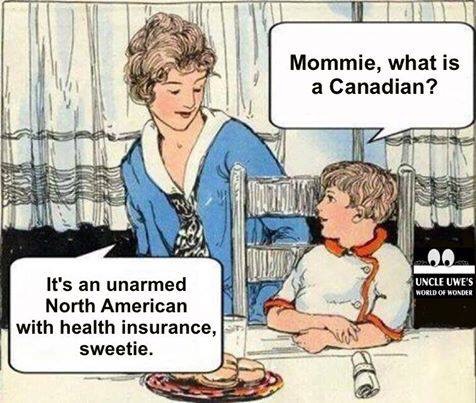 Mommie, what is
a Canadian?
It's an unarmed
North American
with health insurance,
sweetie.
UNCLE UWE'S
WORLD OF WONDER